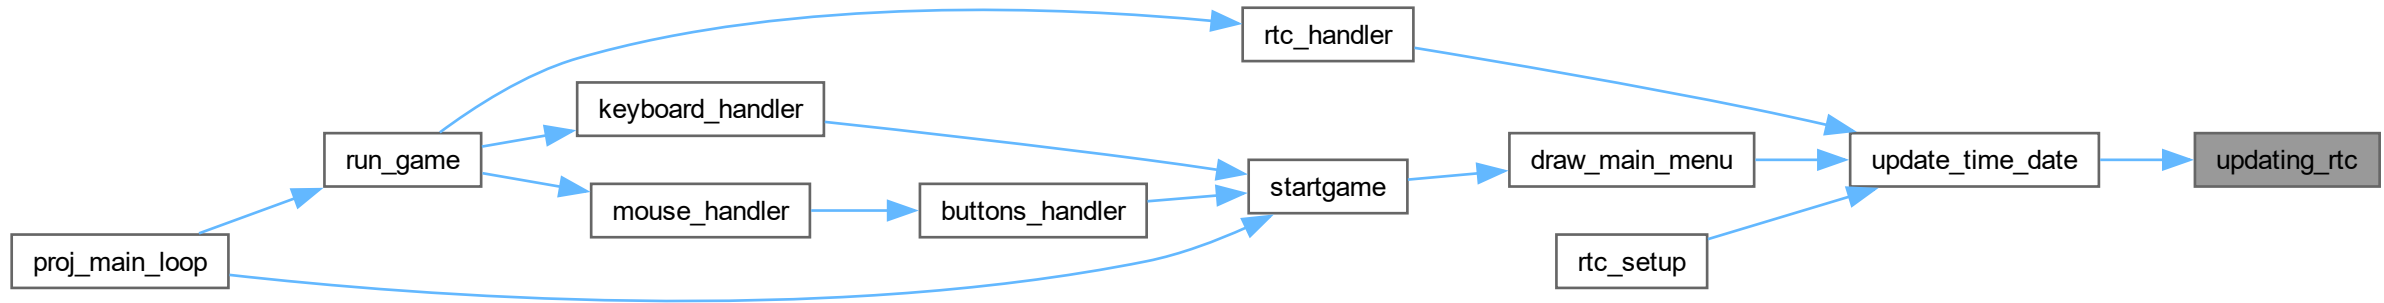 rtc_handler
keyboard_handler
run_game
draw_main_menu
update_time_date
updating_rtc
startgame
mouse_handler
buttons_handler
proj_main_loop
rtc_setup